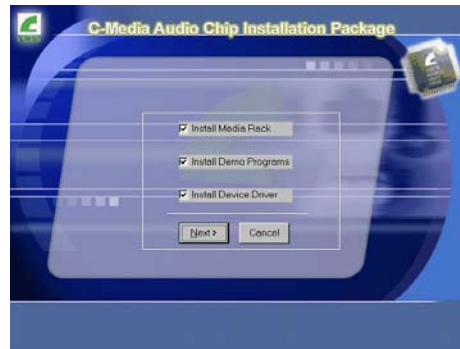 C-Media Audio Chip Installation Package
Install Media Rack
Install Demo Programs
Install Device Driver
Next >
Cancel